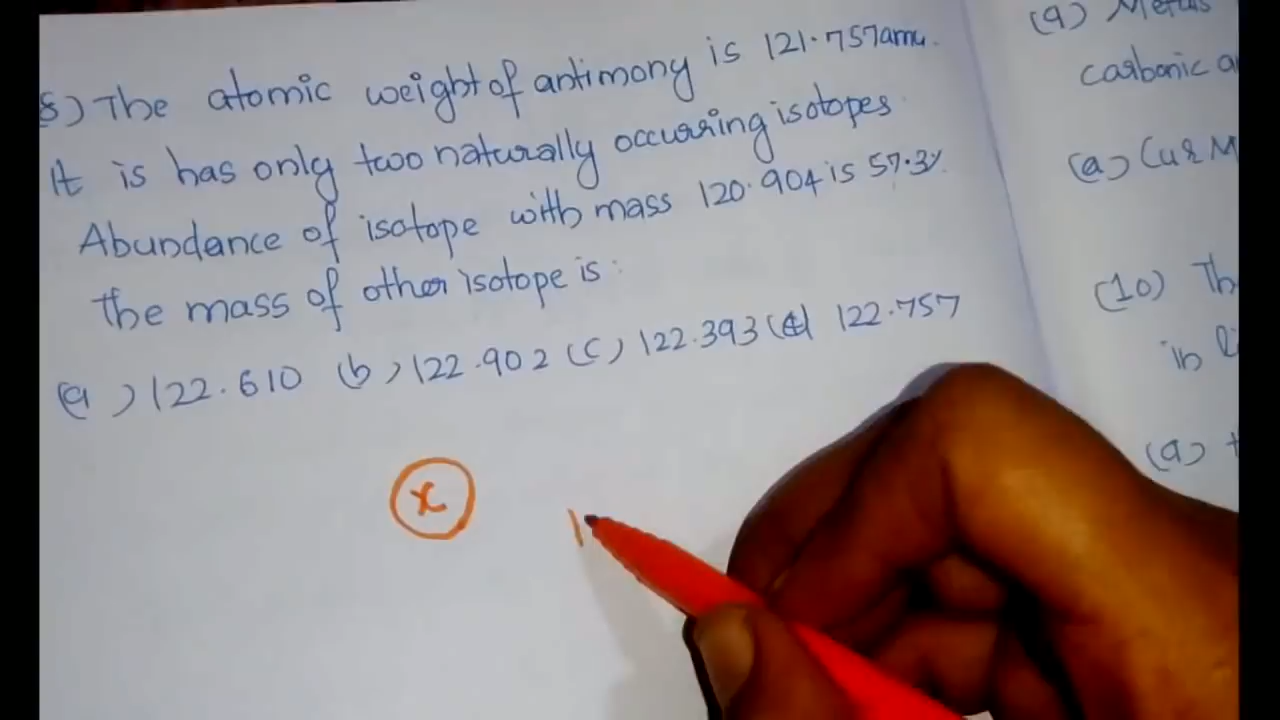 8) The atomic weight of antimony is 121.757amu.
It is has only two naturally occurring isotopes.
Abundance of isotope with mass 120.904 is 57.3%.
The mass of other isotope is:
(a) 122.610 (b) 122.902 (c) 122.393 (d) 122.757
x
(9) Metals
carbonic a
(a) Cu & M
(10) Th
in li
(a) t